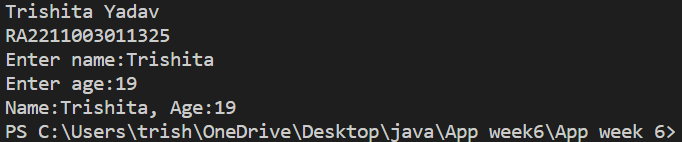 Trishita Yadav
RA2211003011325
Enter name:Trishita
Enter age:19
Name:Trishita, Age:19
PS C:\Users\trish\OneDrive\Desktop\java\App week6\App week 6>